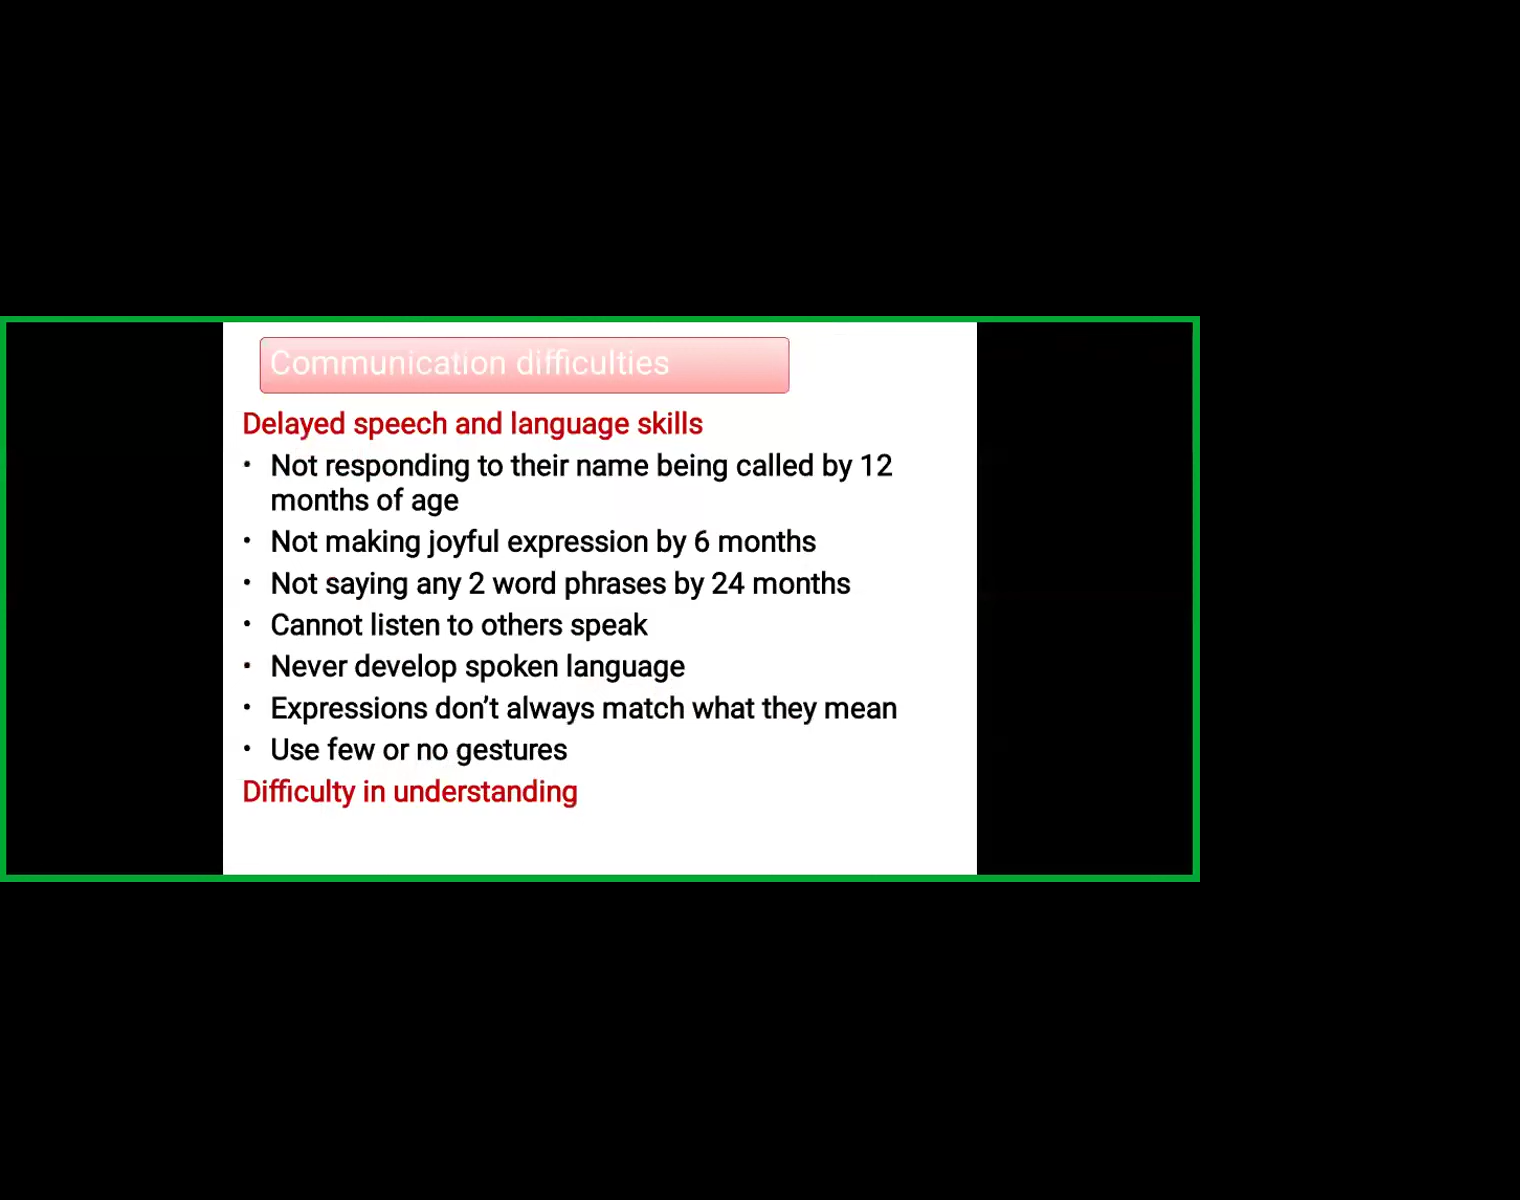 Communication difficulties
Delayed speech and language skills
• Not responding to their name being called by 12
months of age
• Not making joyful expression by 6 months
• Not saying any 2 word phrases by 24 months
• Cannot listen to others speak
• Never develop spoken language
• Expressions don’t always match what they mean
• Use few or no gestures
Difficulty in understanding